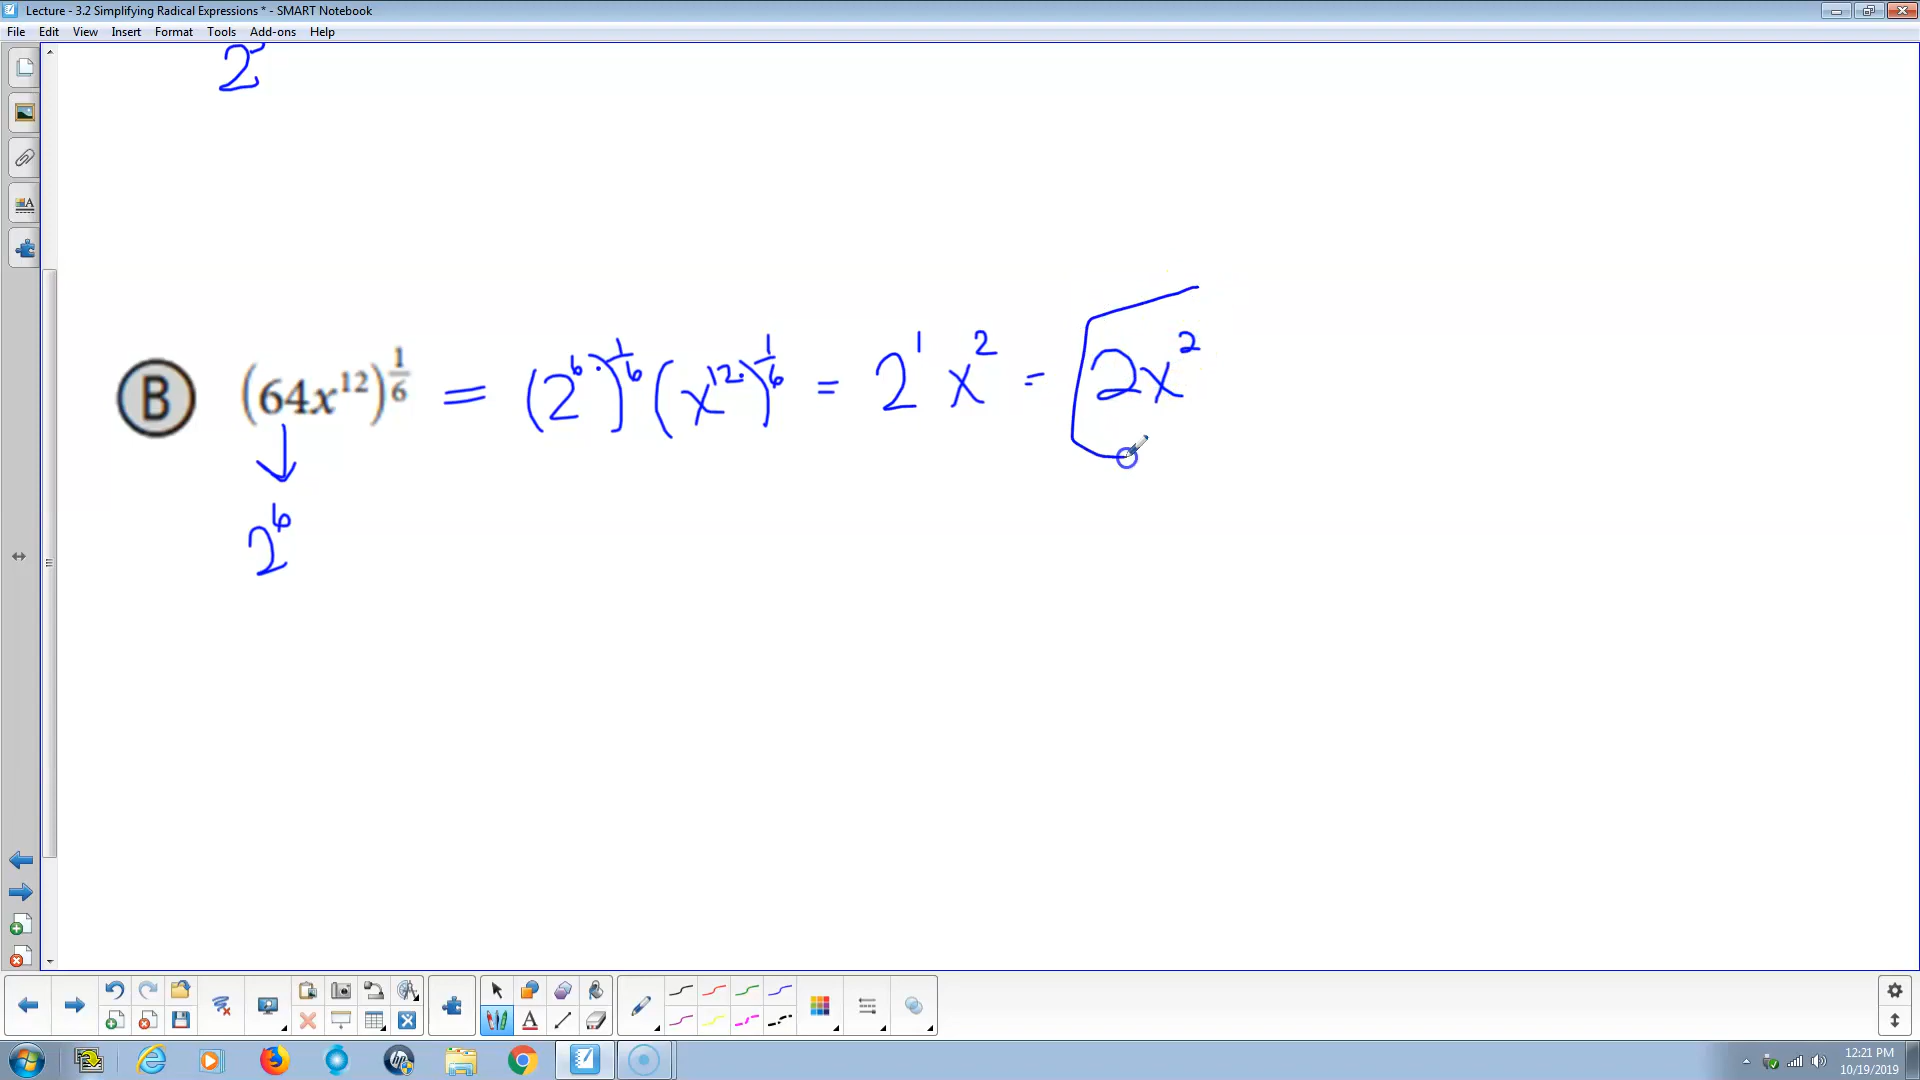 Lecture - 3.2 Simplifying Radical Expressions * - SMART Notebook
File Edit View Insert Format Tools Add-ons Help
B (64x^12)^(1/6) = (2^6·)^(1/6) (x^12·)^(1/6) = 2^1 x^2 = 2x^2
2^6
12:21 PM
10/19/2019